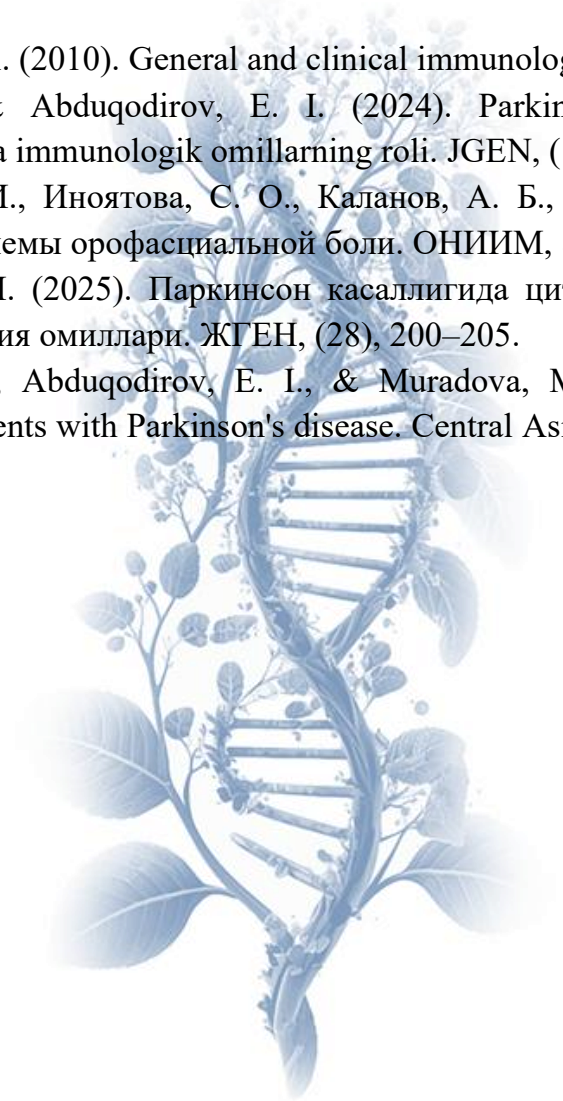 . (2010). General and clinical immunolog
Abduqodirov, E. I. (2024). Parkin
a immunologik omillarning roli. JGEN, (
И., Иноятова, С. О., Каланов, А. Б.,
лемы орофасциальной боли. ОНИИМ,
I. (2025). Паркинсон касаллигида ци
ия омиллари. ЖГЕН, (28), 200–205.
, Abduqodirov, E. I., & Muradova, M
ents with Parkinson's disease. Central As